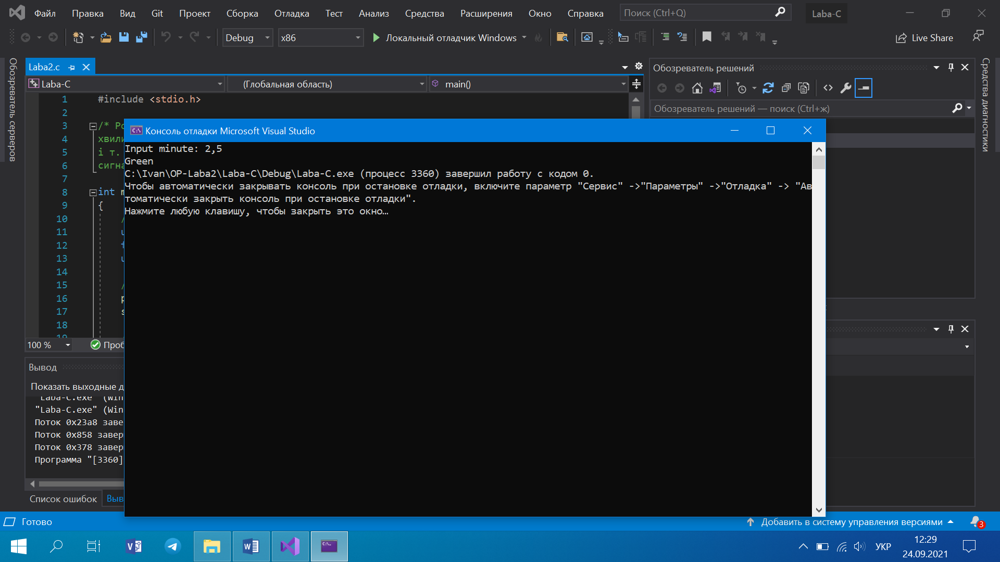 Файл Правка Вид Git Проект Сборка Отладка Тест Анализ Средства Расширения Окно Справка Поиск (Ctrl+Q) Laba-C
Debug x86 Локальный отладчик Windows Live Share
Обозреватель серверов
Laba2.c
Laba-C (Глобальная область) main()
1 #include <stdio.h>
2
3 /*
4
5 і т.
6
7
8 int
9 {
10
11
12
13
14
15
16
17
18
19
100 %
Консоль отладки Microsoft Visual Studio
Input minute: 2,5
Green
C:\Ivan\OP-Laba2\Laba-C\Debug\Laba-C.exe (процесс 3360) завершил работу с кодом 0.
Чтобы автоматически закрывать консоль при остановке отладки, включите параметр "Сервис" ->"Параметры" ->"Отладка" -> "Ав
томатически закрыть консоль при остановке отладки".
Нажмите любую клавишу, чтобы закрыть это окно…
Обозреватель решений
Обозреватель решений — поиск (Ctrl+ж)
Средства диагностики
Вывод
Показать выходные д
"Laba-C.exe" (Win
"Laba-C.exe" (Win
Поток 0x23a8 заве
Поток 0x858 завер
Поток 0x378 завер
Программа "[3360]
Список ошибок Выв
Готово Добавить в систему управления версиями 3
УКР 12:29
24.09.2021